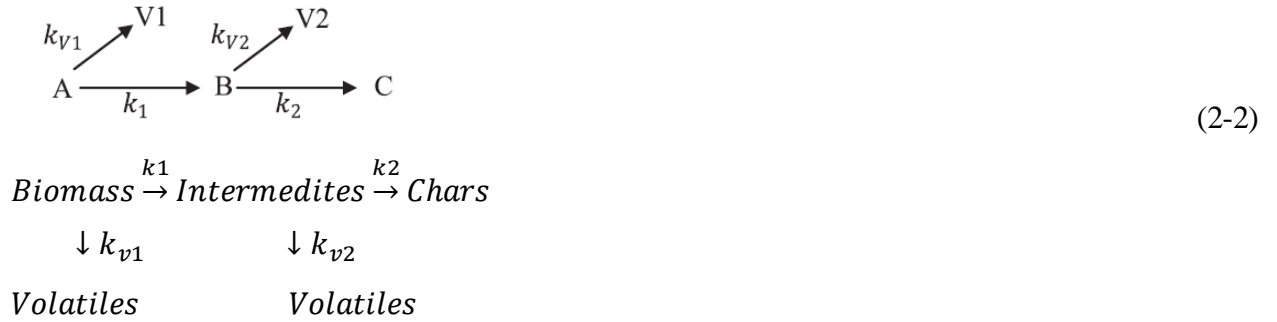 V1 V2
k_{V1} k_{V2}
A → B → C
k_1 k_2
(2-2)
k1 k2
Biomass → Intermedites → Chars
↓ k_{v1} ↓ k_{v2}
Volatiles Volatiles